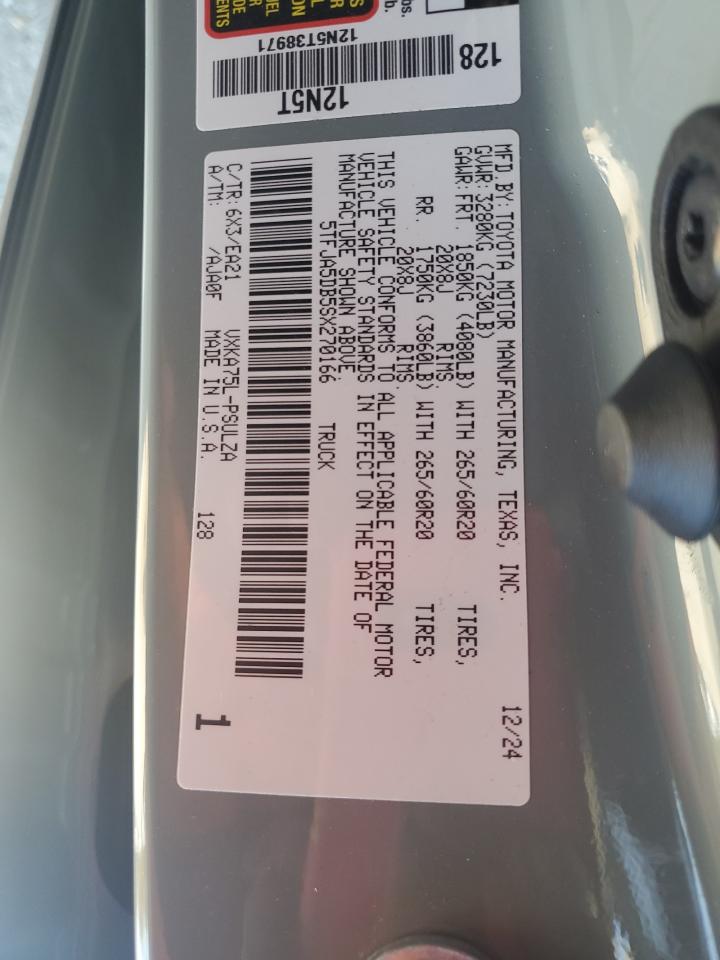 12N5T
128
12N5T38971
MFD BY: TOYOTA MOTOR MANUFACTURING, TEXAS, INC. 12/24
GVWR: 3280KG (7230LB)
GAWR: FRT. 1850KG (4080LB) WITH 265/60R20 TIRES,
20X8J RIMS,
RR. 1750KG (3860LB) WITH 265/60R20 TIRES,
20X8J RIMS
THIS VEHICLE CONFORMS TO ALL APPLICABLE FEDERAL MOTOR
VEHICLE SAFETY STANDARDS IN EFFECT ON THE DATE OF
MANUFACTURE SHOWN ABOVE.
5TFJA5DB5SX270166 TRUCK
C/TR: 6X3/EA21 VXKA75L-PSULZA
A/TM: /AJA0F MADE IN U.S.A. 128
1